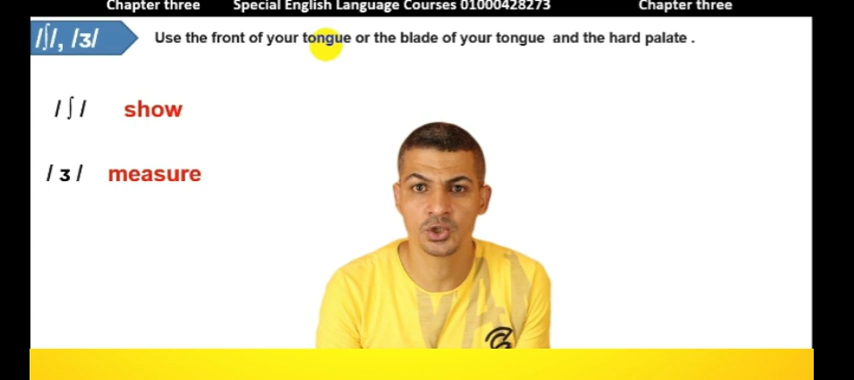 Chapter three Special English Language Courses 01000428273 Chapter three
/ʃ/, /ʒ/ Use the front of your tongue or the blade of your tongue and the hard palate .
/ ʃ / show
/ ʒ / measure